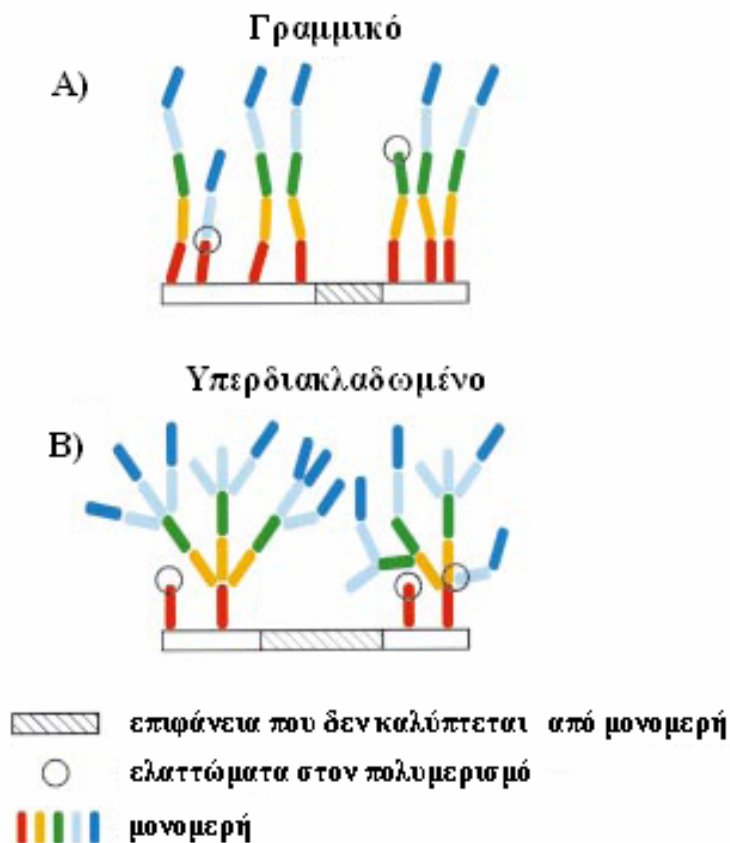 Γραμμικό
A)
Υπερδιακλαδωμένο
B)
επιφάνεια που δεν καλύπτεται από μονομερή
ελαττώματα στον πολυμερισμό
μονομερή